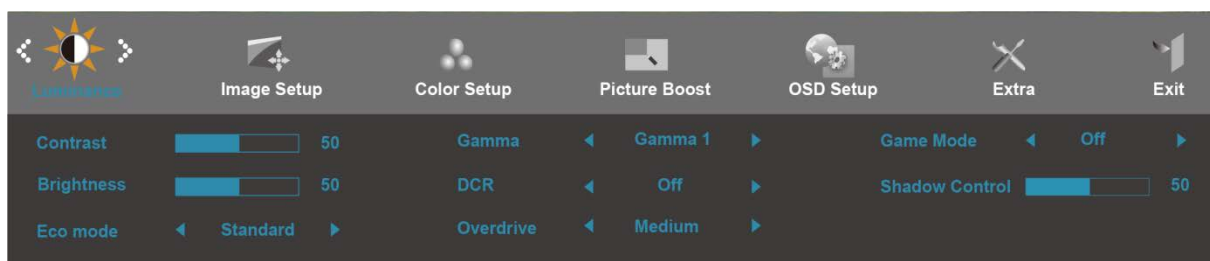 Luminance Image Setup Color Setup Picture Boost OSD Setup Extra Exit
Contrast 50 Gamma Gamma 1 Game Mode Off
Brightness 50 DCR Off Shadow Control 50
Eco mode Standard Overdrive Medium